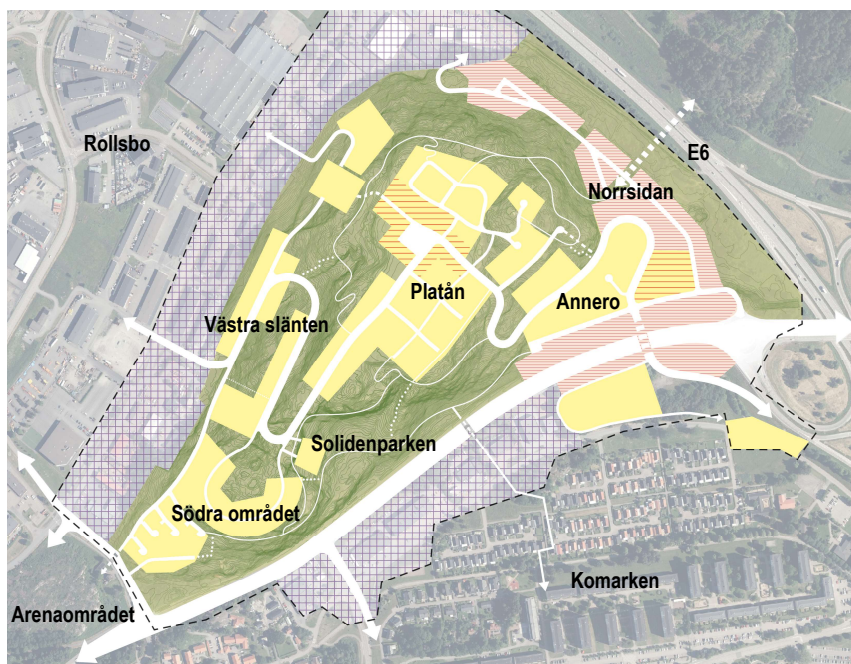 Rollsbo
E6
Norrsidan
Platån
Annero
Västra slänten
Solidenparken
Södra området
Komarken
Arenaområdet